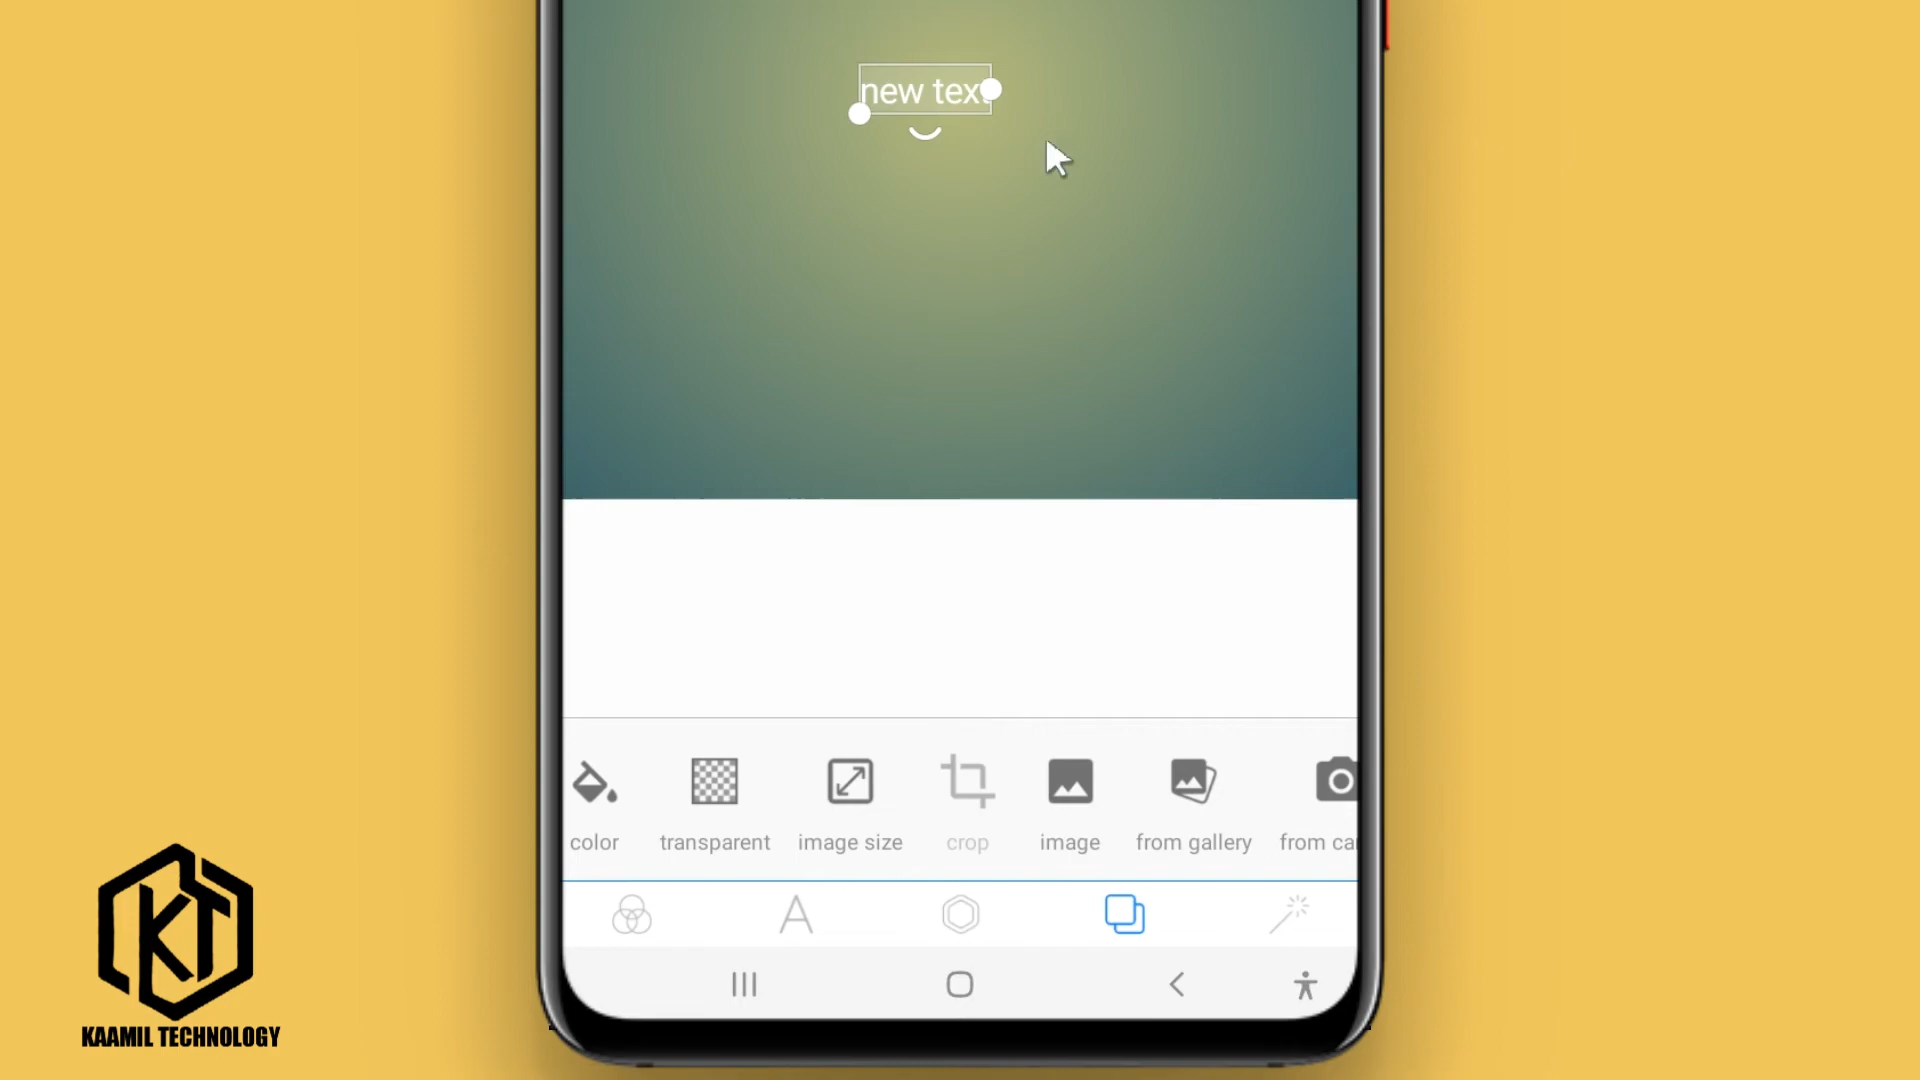 new text
color transparent image size crop image from gallery from ca
KT
KAAMIL TECHNOLOGY